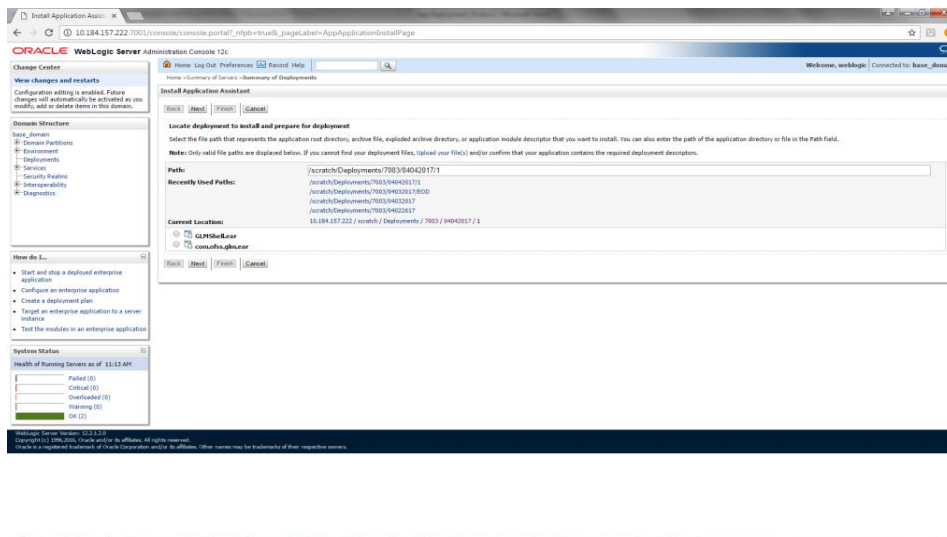 Install Application Assist
10.184.157.222:7001/console/console.portal?_nfpb=true&_pageLabel=AppApplicationInstallPage
ORACLE WebLogic Server Administration Console 12c
Change Center
View changes and restarts
Configuration editing is enabled. Future
changes will automatically be activated as you
modify, add or delete items in this domain.
Domain Structure
base_domain
Domain Partitions
Environment
Deployments
Services
Security Realms
Interoperability
Diagnostics
How do I...
Start and stop a deployed enterprise
application
Configure an enterprise application
Create a deployment plan
Target an enterprise application to a server
instance
Test the modules in an enterprise application
System Status
Health of Running Servers as of 11:13 AM
Failed (0)
Critical (0)
Overloaded (0)
Warning (0)
OK (2)
Home Log Out Preferences Record Help
Welcome, weblogic Connected to: base_doma
Home >Summary of Servers >Summary of Deployments
Install Application Assistant
Back Next Finish Cancel
Locate deployment to install and prepare for deployment
Select the file path that represents the application root directory, archive file, exploded archive directory, or application module descriptor that you want to install. You can also enter the path of the application directory or file in the Path field.
Note: Only valid file paths are displayed below. If you cannot find your deployment files, Upload your file(s) and/or confirm that your application contains the required deployment descriptors.
Path: /scratch/Deployments/7003/04042017/1
Recently Used Paths: /scratch/Deployments/7003/04042017/1
/scratch/Deployments/7003/04032017/EOD
/scratch/Deployments/7003/04032017
/scratch/Deployments/7003/04022017
Current Location: 10.184.157.222 / scratch / Deployments / 7003 / 04042017 / 1
GLMShell.ear
com.ofss.glm.ear
Back Next Finish Cancel
WebLogic Server Version: 12.2.1.2.0
Copyright (c) 1996,2016, Oracle and/or its affiliates. All rights reserved.
Oracle is a registered trademark of Oracle Corporation and/or its affiliates. Other names may be trademarks of their respective owners.